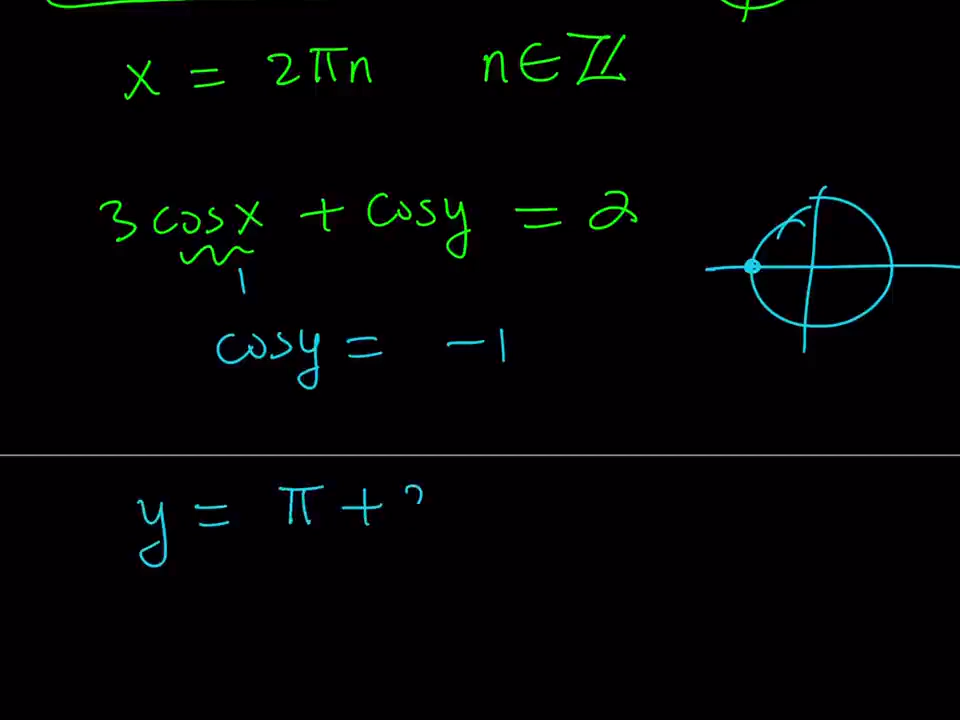 x = 2πn n∈ℤ
3cosx + cosy = 2
1
cosy = -1
y = π +